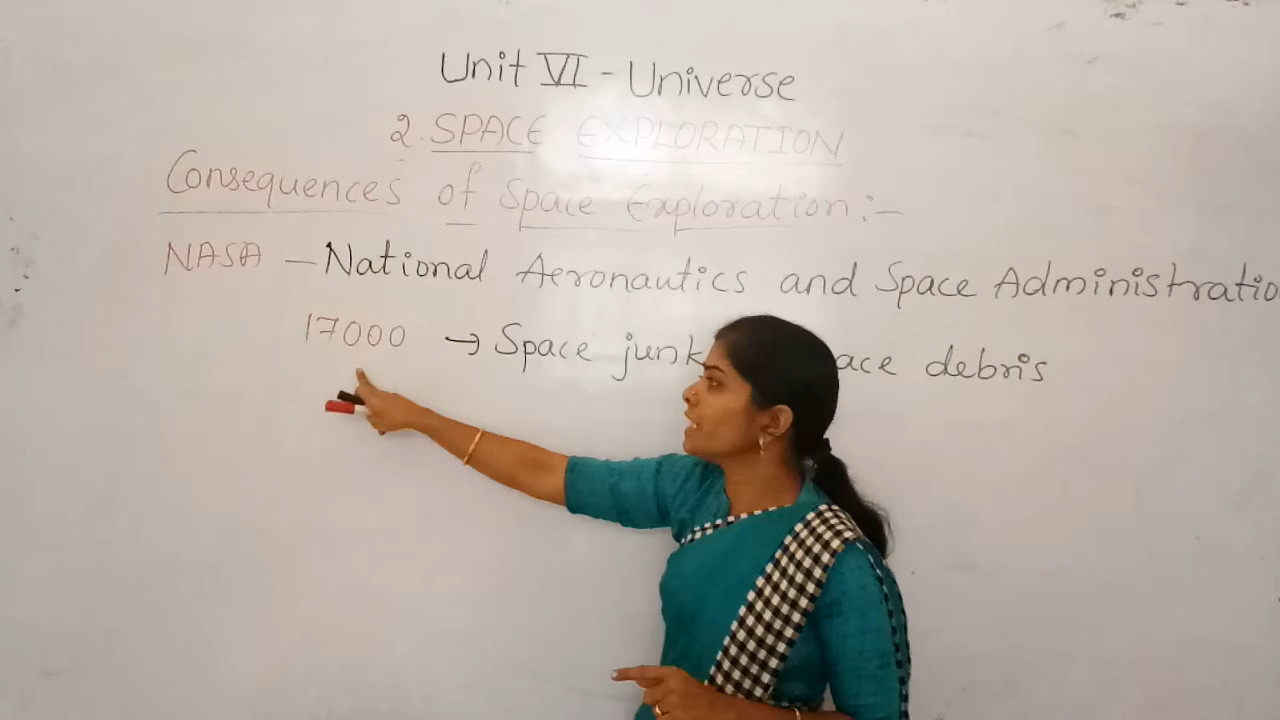 Unit VI - Universe
2. SPACE EXPLORATION
Consequences of Space Exploration:-
NASA - National Aeronautics and Space Administratio
17000 → Space junk ace debris